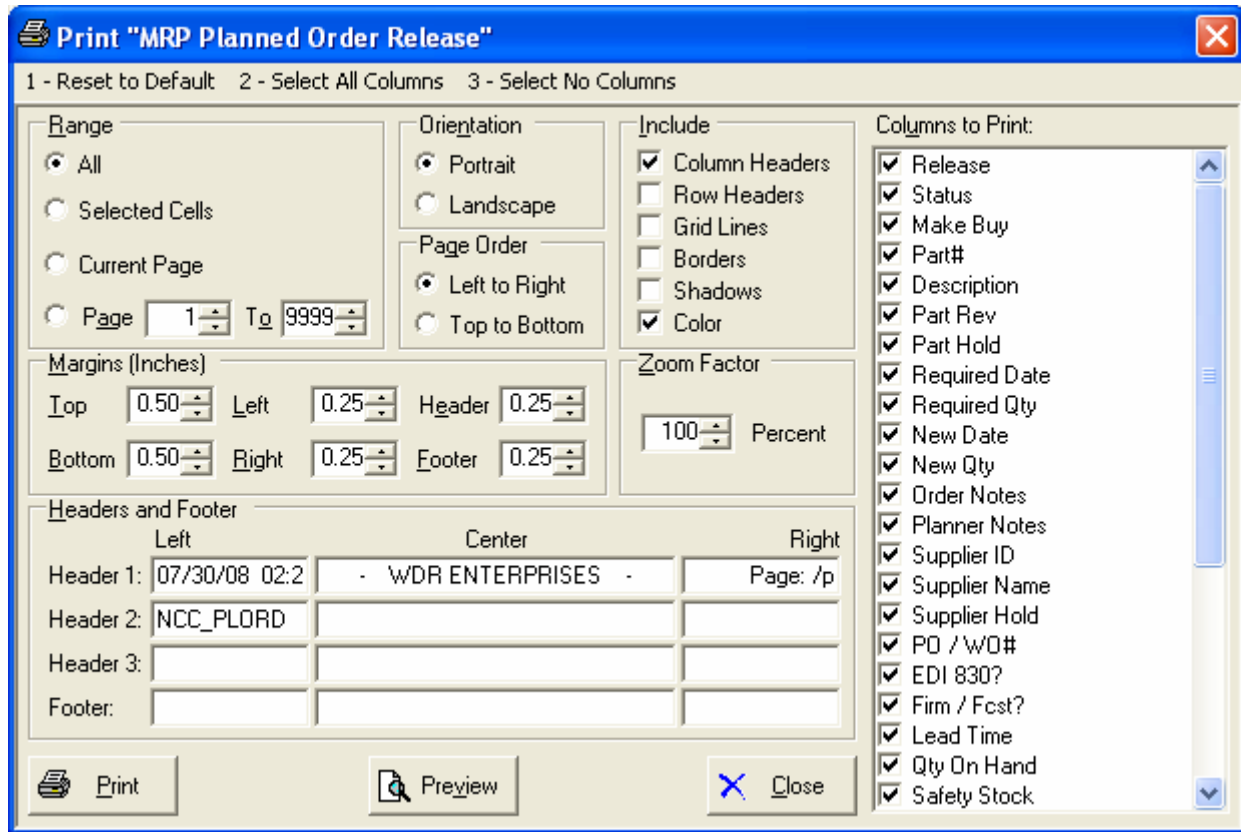 Print "MRP Planned Order Release"
1 - Reset to Default 2 - Select All Columns 3 - Select No Columns
Range
All
Selected Cells
Current Page
Page 1 To 9999
Orientation
Portrait
Landscape
Page Order
Left to Right
Top to Bottom
Include
Column Headers
Row Headers
Grid Lines
Borders
Shadows
Color
Margins (Inches)
Top 0.50 Left 0.25 Header 0.25
Bottom 0.50 Right 0.25 Footer 0.25
Zoom Factor
100 Percent
Headers and Footer
Left Center Right
Header 1: 07/30/08 02:2 - WDR ENTERPRISES - Page: /p
Header 2: NCC_PLORD
Header 3:
Footer:
Print Preview Close
Columns to Print:
Release
Status
Make Buy
Part#
Description
Part Rev
Part Hold
Required Date
Required Qty
New Date
New Qty
Order Notes
Planner Notes
Supplier ID
Supplier Name
Supplier Hold
PO / WO#
EDI 830?
Firm / Fcst?
Lead Time
Qty On Hand
Safety Stock